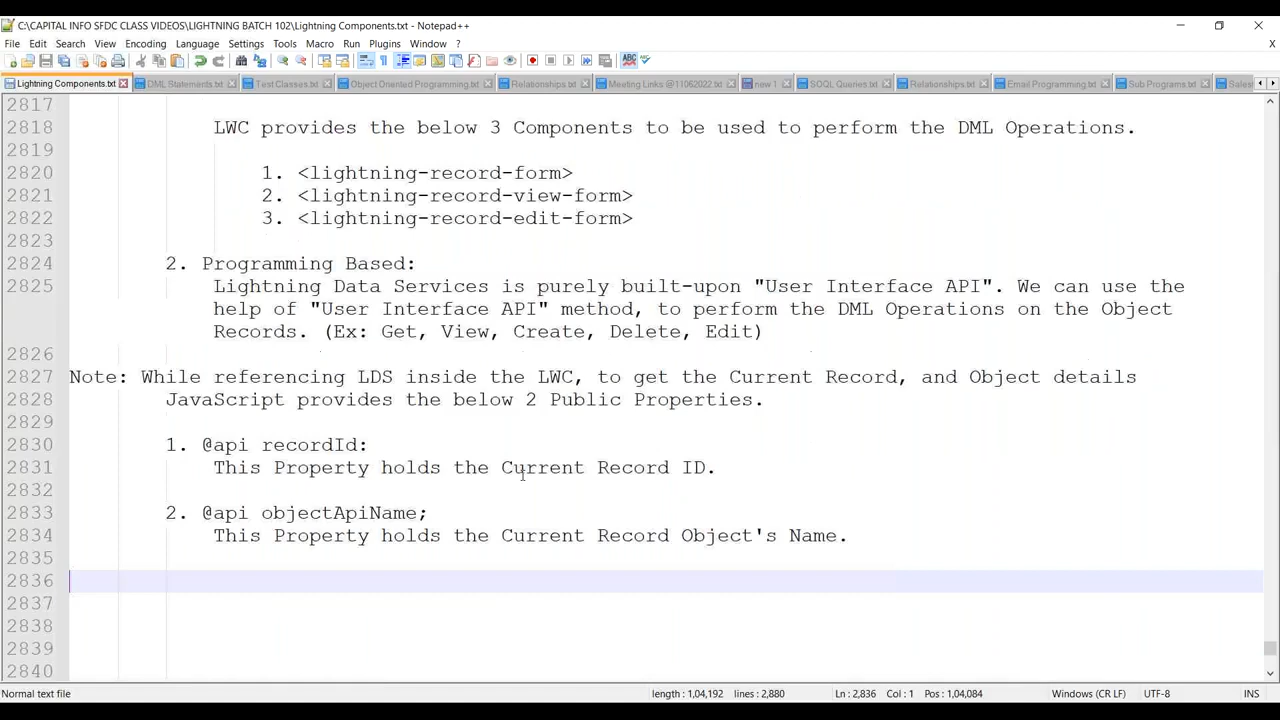 C:\CAPITAL INFO SFDC CLASS VIDEOS\LIGHTNING BATCH 102\Lightning Components.txt - Notepad++
File Edit Search View Encoding Language Settings Tools Macro Run Plugins Window ? X
Lightning Components.txt DML Statements.txt Test Classes.txt Object Oriented Programming.txt Relationships.txt Meeting Links @11062022.txt new 1 SOQL Queries.txt Relationships.txt Email Programming.txt Sub Programs.txt Sales
2817
2818 LWC provides the below 3 Components to be used to perform the DML Operations.
2819
2820 1. <lightning-record-form>
2821 2. <lightning-record-view-form>
2822 3. <lightning-record-edit-form>
2823
2824 2. Programming Based:
2825 Lightning Data Services is purely built-upon "User Interface API". We can use the
help of "User Interface API" method, to perform the DML Operations on the Object
Records. (Ex: Get, View, Create, Delete, Edit)
2826
2827 Note: While referencing LDS inside the LWC, to get the Current Record, and Object details
2828 JavaScript provides the below 2 Public Properties.
2829
2830 1. @api recordId:
2831 This Property holds the Current Record ID.
2832
2833 2. @api objectApiName;
2834 This Property holds the Current Record Object's Name.
2835
2836
2837
2838
2839
2840
Normal text file length : 1,04,192 lines : 2,880 Ln : 2,836 Col : 1 Pos : 1,04,084 Windows (CR LF) UTF-8 INS